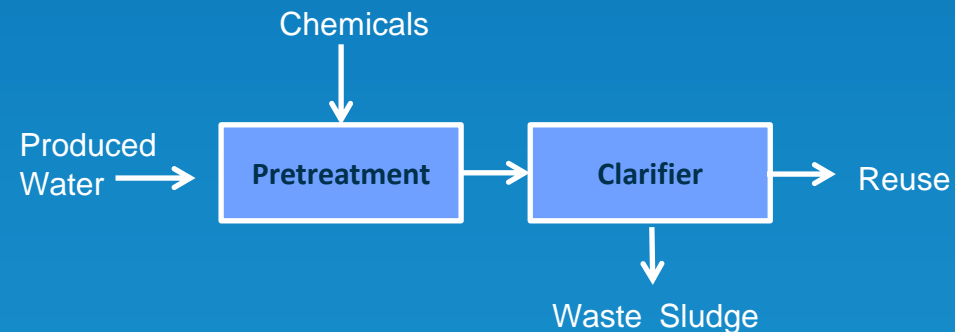 Chemicals
Produced
Water
Pretreatment
Clarifier
Reuse
Waste Sludge